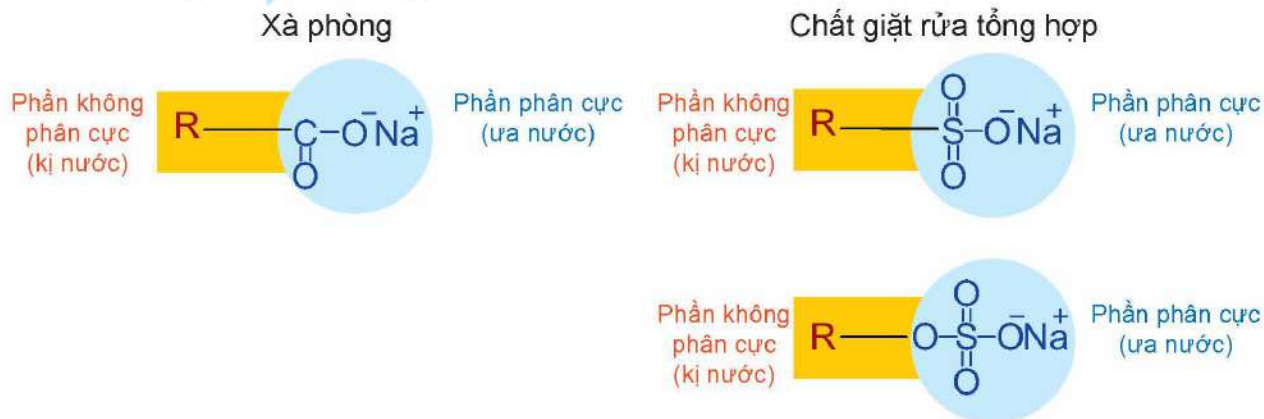 Xà phòng
Phần không
phân cực
(kị nước)
R
C
O
O⁻Na⁺
Phần phân cực
(ưa nước)
Chất giặt rửa tổng hợp
Phần không
phân cực
(kị nước)
R
O
S
O
O⁻Na⁺
Phần phân cực
(ưa nước)
Phần không
phân cực
(kị nước)
R
O
O
S
O
O⁻Na⁺
Phần phân cực
(ưa nước)